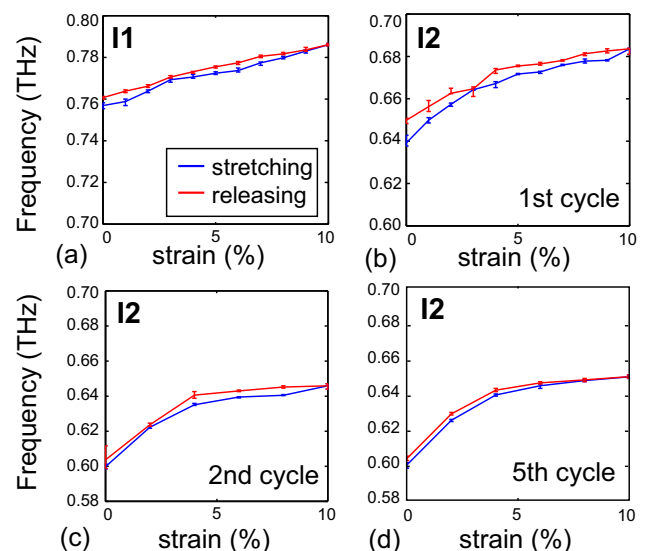 I1
I2
Frequency (THz)
0.80
0.78
0.76
0.74
0.72
0.70
stretching
releasing
0
5
10
(a)
strain (%)
0.70
0.68
0.66
0.64
0.62
0.60
1st cycle
0
5
10
(b)
strain (%)
I2
I2
Frequency (THz)
0.70
0.68
0.66
0.64
0.62
0.60
0.58
2nd cycle
0
5
10
(c)
strain (%)
0.70
0.68
0.66
0.64
0.62
0.60
0.58
5th cycle
0
5
10
(d)
strain (%)